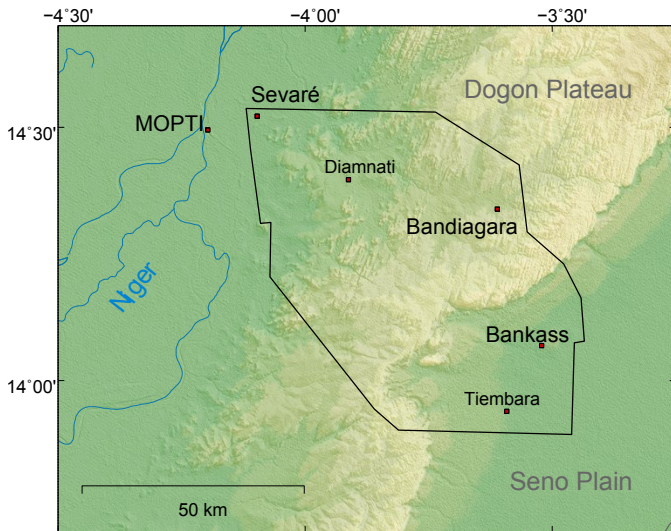 −4°30'
−4°00'
−3°30'
Sevaré
Dogon Plateau
14°30'
MOPTI
Diamnati
Bandiagara
Niger
Bankass
14°00'
Tiembara
Seno Plain
50 km